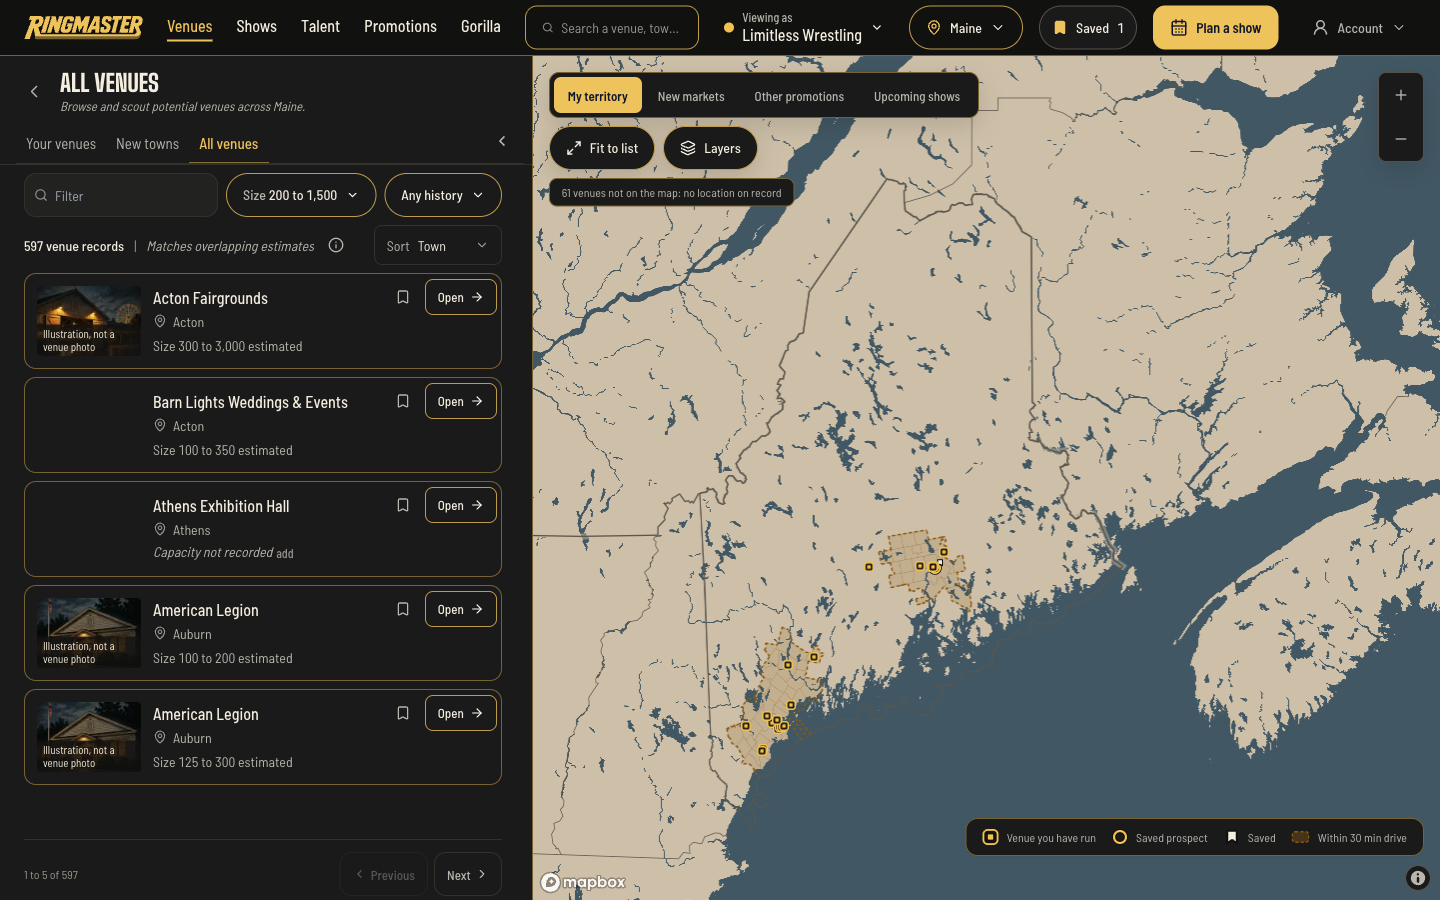 RINGMASTER
Venues
Shows
Talent
Promotions
Gorilla
Search a venue, tow...
Viewing as
Limitless Wrestling
Maine
Saved 1
Plan a show
Account
ALL VENUES
Browse and scout potential venues across Maine.
Your venues
New towns
All venues
Filter
Size 200 to 1,500
Any history
597 venue records | Matches overlapping estimates
Sort Town
Illustration, not a
venue photo
Acton Fairgrounds
Acton
Size 300 to 3,000 estimated
Open
Barn Lights Weddings & Events
Acton
Size 100 to 350 estimated
Open
Athens Exhibition Hall
Athens
Capacity not recorded add
Open
Illustration, not a
venue photo
American Legion
Auburn
Size 100 to 200 estimated
Open
Illustration, not a
venue photo
American Legion
Auburn
Size 125 to 300 estimated
Open
1 to 5 of 597
Previous
Next
My territory
New markets
Other promotions
Upcoming shows
Fit to list
Layers
61 venues not on the map: no location on record
Venue you have run
Saved prospect
Saved
Within 30 min drive
mapbox